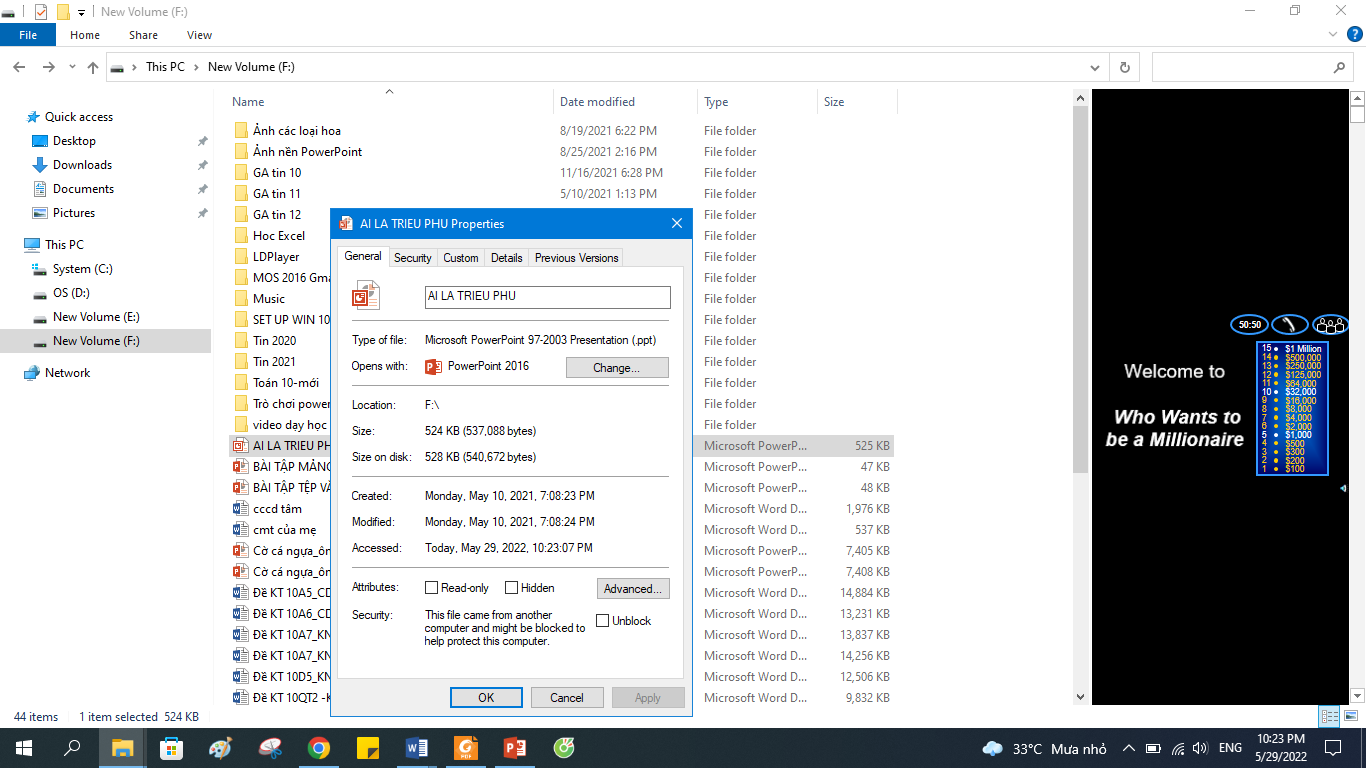 New Volume (F:)
File Home Share View
This PC New Volume (F:)
Name Date modified Type Size
Quick access
Desktop
Downloads
Documents
Pictures
This PC
System (C:)
OS (D:)
New Volume (E:)
New Volume (F:)
Network
Ảnh các loại hoa 8/19/2021 6:22 PM File folder
Ảnh nền PowerPoint 8/25/2021 2:16 PM File folder
GA tin 10 11/16/2021 6:28 PM File folder
GA tin 11 5/10/2021 1:13 PM File folder
GA tin 12 File folder
Hoc Excel File folder
LDPlayer File folder
MOS 2016 Gma File folder
Music File folder
SET UP WIN 10 File folder
Tin 2020 File folder
Tin 2021 File folder
Toán 10-mới File folder
Trò chơi power File folder
video dạy học File folder
AI LA TRIEU PH Microsoft PowerP... 525 KB
BÀI TẬP MẢNG Microsoft PowerP... 47 KB
BÀI TẬP TỆP VÀ Microsoft PowerP... 48 KB
cccd tâm Microsoft Word D... 1,976 KB
cmt của mẹ Microsoft Word D... 537 KB
Cờ cá ngựa_ôn Microsoft PowerP... 7,405 KB
Cờ cá ngựa_ôn Microsoft PowerP... 7,408 KB
Đề KT 10A5_CD Microsoft Word D... 14,884 KB
Đề KT 10A6_CD Microsoft Word D... 13,231 KB
Đề KT 10A7_KN Microsoft Word D... 13,837 KB
Đề KT 10A7_KN Microsoft Word D... 14,256 KB
Đề KT 10D5_KN Microsoft Word D... 12,506 KB
Đề KT 10QT2 -K Microsoft Word D... 9,832 KB
AI LA TRIEU PHU Properties
General Security Custom Details Previous Versions
AI LA TRIEU PHU
Type of file: Microsoft PowerPoint 97-2003 Presentation (.ppt)
Opens with: PowerPoint 2016 Change...
Location: F:\
Size: 524 KB (537,088 bytes)
Size on disk: 528 KB (540,672 bytes)
Created: Monday, May 10, 2021, 7:08:23 PM
Modified: Monday, May 10, 2021, 7:08:24 PM
Accessed: Today, May 29, 2022, 10:23:07 PM
Attributes: Read-only Hidden Advanced...
Security: This file came from another
computer and might be blocked to
help protect this computer.
Unblock
OK Cancel Apply
50:50
Welcome to
Who Wants to
be a Millionaire
15 $1 Million
14 $500,000
13 $250,000
12 $125,000
11 $64,000
10 $32,000
9 $16,000
8 $8,000
7 $4,000
6 $2,000
5 $1,000
4 $500
3 $300
2 $200
1 $100
44 items 1 item selected 524 KB
33°C Mưa nhỏ ENG
10:23 PM
5/29/2022